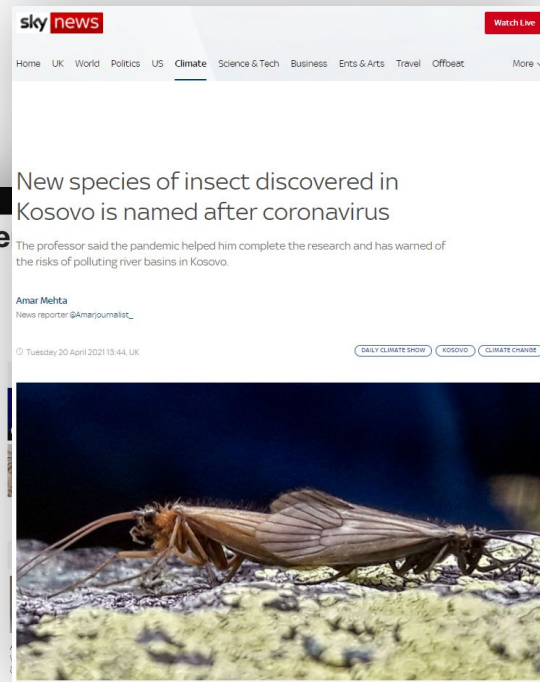 sky news
Watch Live
Home UK World Politics US Climate Science & Tech Business Ents & Arts Travel Offbeat More
New species of insect discovered in
Kosovo is named after coronavirus
The professor said the pandemic helped him complete the research and has warned of
the risks of polluting river basins in Kosovo.
Amar Mehta
News reporter @Amarjournalist_
Tuesday 20 April 2021 13:44, UK
DAILY CLIMATE SHOW KOSOVO CLIMATE CHANGE